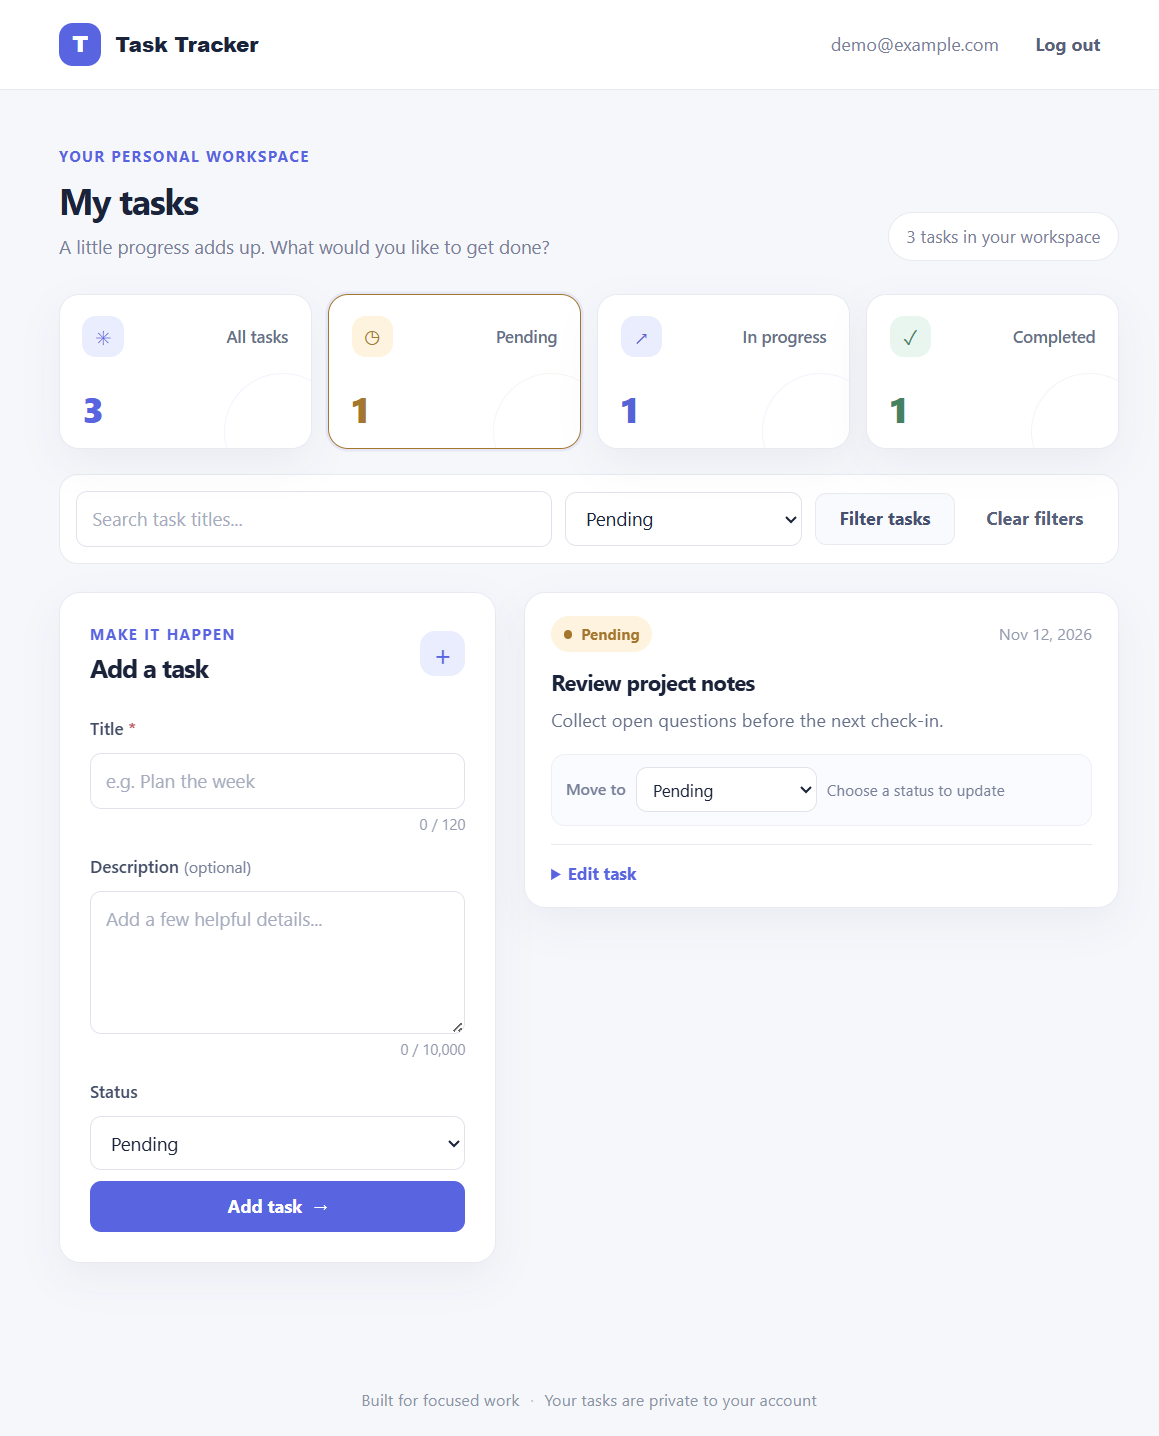 T Task Tracker
demo@example.com
Log out
YOUR PERSONAL WORKSPACE
My tasks
A little progress adds up. What would you like to get done?
3 tasks in your workspace
All tasks
3
Pending
1
In progress
1
Completed
1
Search task titles...
Pending
Filter tasks
Clear filters
MAKE IT HAPPEN
Add a task
+
Title *
e.g. Plan the week
0 / 120
Description (optional)
Add a few helpful details...
0 / 10,000
Status
Pending
Add task →
Pending
Nov 12, 2026
Review project notes
Collect open questions before the next check-in.
Move to
Pending
Choose a status to update
Edit task
Built for focused work · Your tasks are private to your account